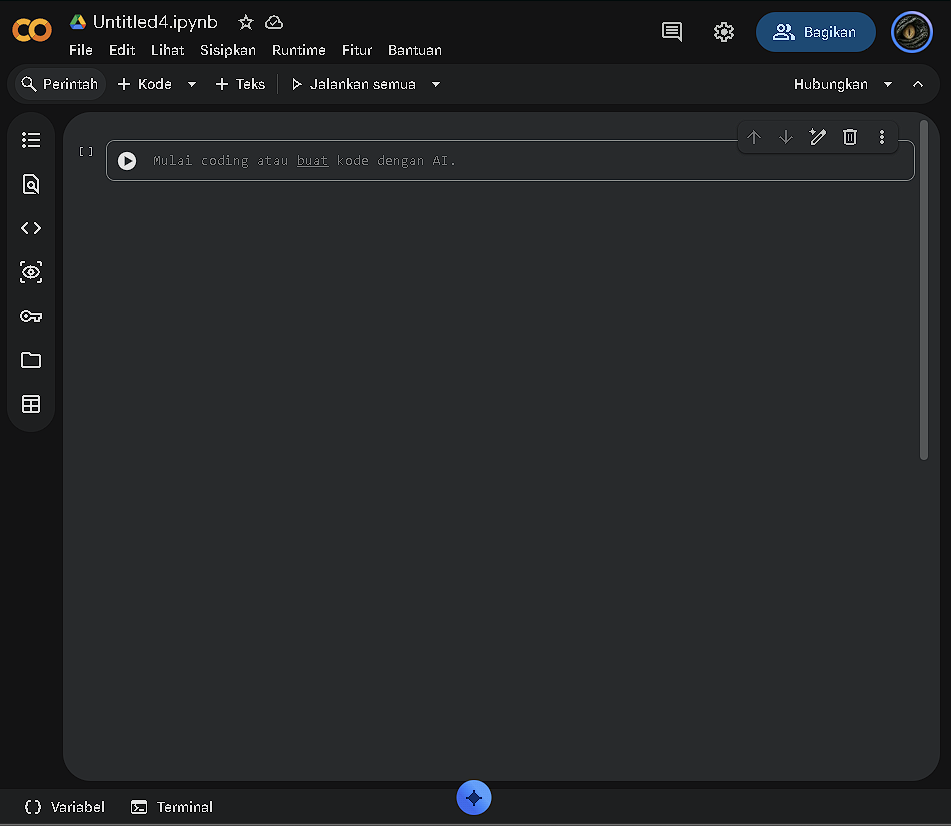 Untitled4.ipynb
File Edit Lihat Sisipkan Runtime Fitur Bantuan
Bagikan
Perintah + Kode + Teks Jalankan semua Hubungkan
[ ] Mulai coding atau buat kode dengan AI.
Variabel Terminal